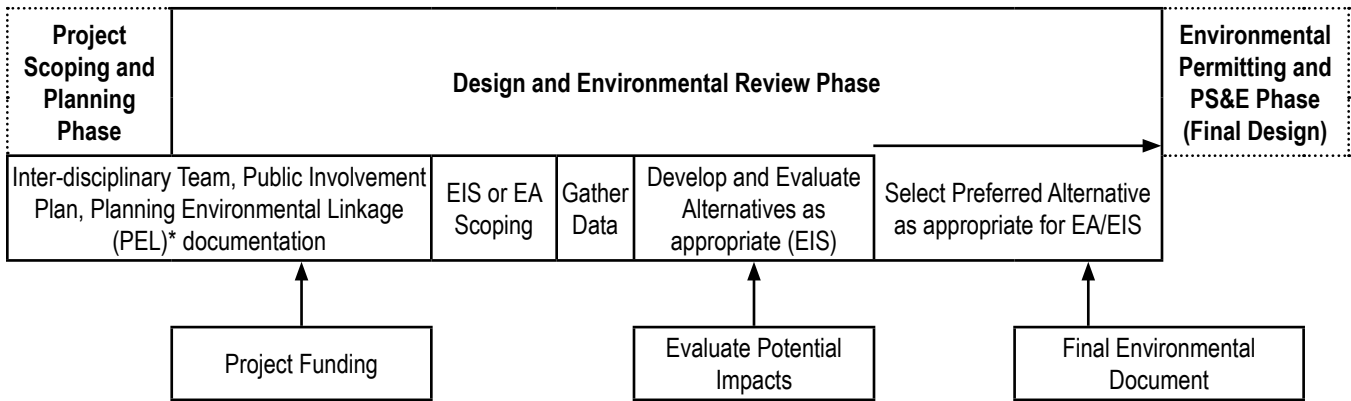 Project
Scoping and
Planning
Phase
Design and Environmental Review Phase
Environmental
Permitting and
PS&E Phase
(Final Design)
Inter-disciplinary Team, Public Involvement
Plan, Planning Environmental Linkage
(PEL)* documentation
EIS or EA
Scoping
Gather
Data
Develop and Evaluate
Alternatives as
appropriate (EIS)
Select Preferred Alternative
as appropriate for EA/EIS
Project Funding
Evaluate Potential
Impacts
Final Environmental
Document